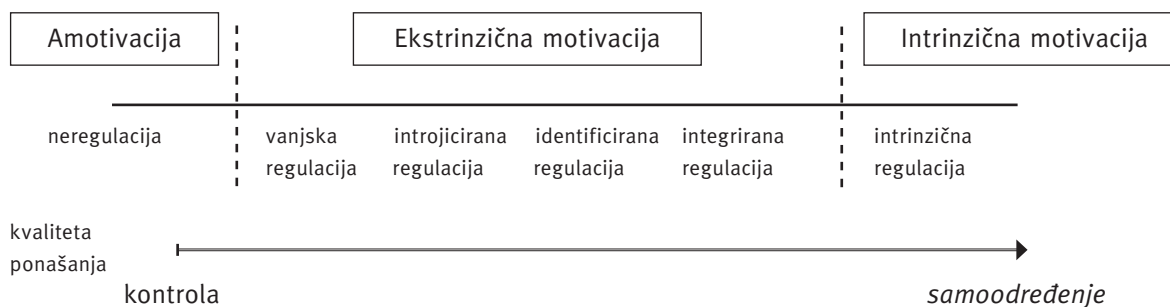 Amotivacija
Ekstrinzična motivacija
Intrinzična motivacija
neregulacija
vanjska
regulacija
introjicirana
regulacija
identificirana
regulacija
integrirana
regulacija
intrinzična
regulacija
kvaliteta
ponašanja
kontrola
samoodređenje